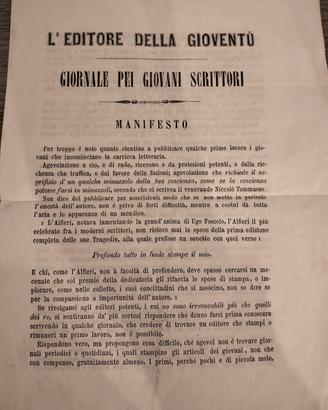 L'EDITORE DELLA GIOVENTÙ
GIORNALE PEI GIOVANI SCRITTORI
MANIFESTO
Pur troppo è noto quanto stentino a publicare qualche primo lavoro i gio-
vani che incominciano la carriera letteraria.
Agevolazione a ciò, e di rado, ricevono o da protezioni potenti, o dalla ric-
chezza che traffica, o dal favore delle fazioni; agevolazione che richiede il sa-
grifizio d'un qualche minuzzolo della tua coscienza, come se la coscienza
potesse farsi in minuzzoli, secondo che ci scriveva il venerando Niccolò Tommaseo.
Non dico del publicare per soscrizioni; modo che se non mette in pericolo
l'onestà dell'autore, non è privo di forti difficoltà, mentre a costui dà tutta
l'aria e le apparenze di un mendico.
» L'Alfieri, notava lamentando la grand'anima di Ugo Foscolo, l'Alfieri il più
celebrato fra i moderni scrittori, non ristorò mai le spese della prima edizione
completa delle sue Tragedie, alla quale prefisse un sonetto con quei verso :
Profondo tutto in linde stampe il mio.
E chi, come l'Alfieri, non à facoltà di profondere, deve spesso cercarsi un me-
cenate che col premio della dedicatoria gli rifaccia le spese di stampa, o im-
plorare, come nelle collette, i suoi concittadini che si associno, non so dire se
per la compassione o importunità dell'autore. »
Se rivolgansi agli editori potenti, i cui no sono irrevocabili più che quelli
dei re, si sentiranno da' più cortesi rispondere che denno farsi prima conoscere
scrivendo in qualche giornale, che credere di trovare un editore che stampi o
rimuneri un primo lavoro, non è possibile.
Rispondono vero, ma propongono cosa difficile, chè agevol non è trovare gior-
nali periodici o quotidiani, i quali stampino gli articoli dei giovani, non che
con compenso, gratuitamente almeno. I primi, perchè pochi e di piccola mole,